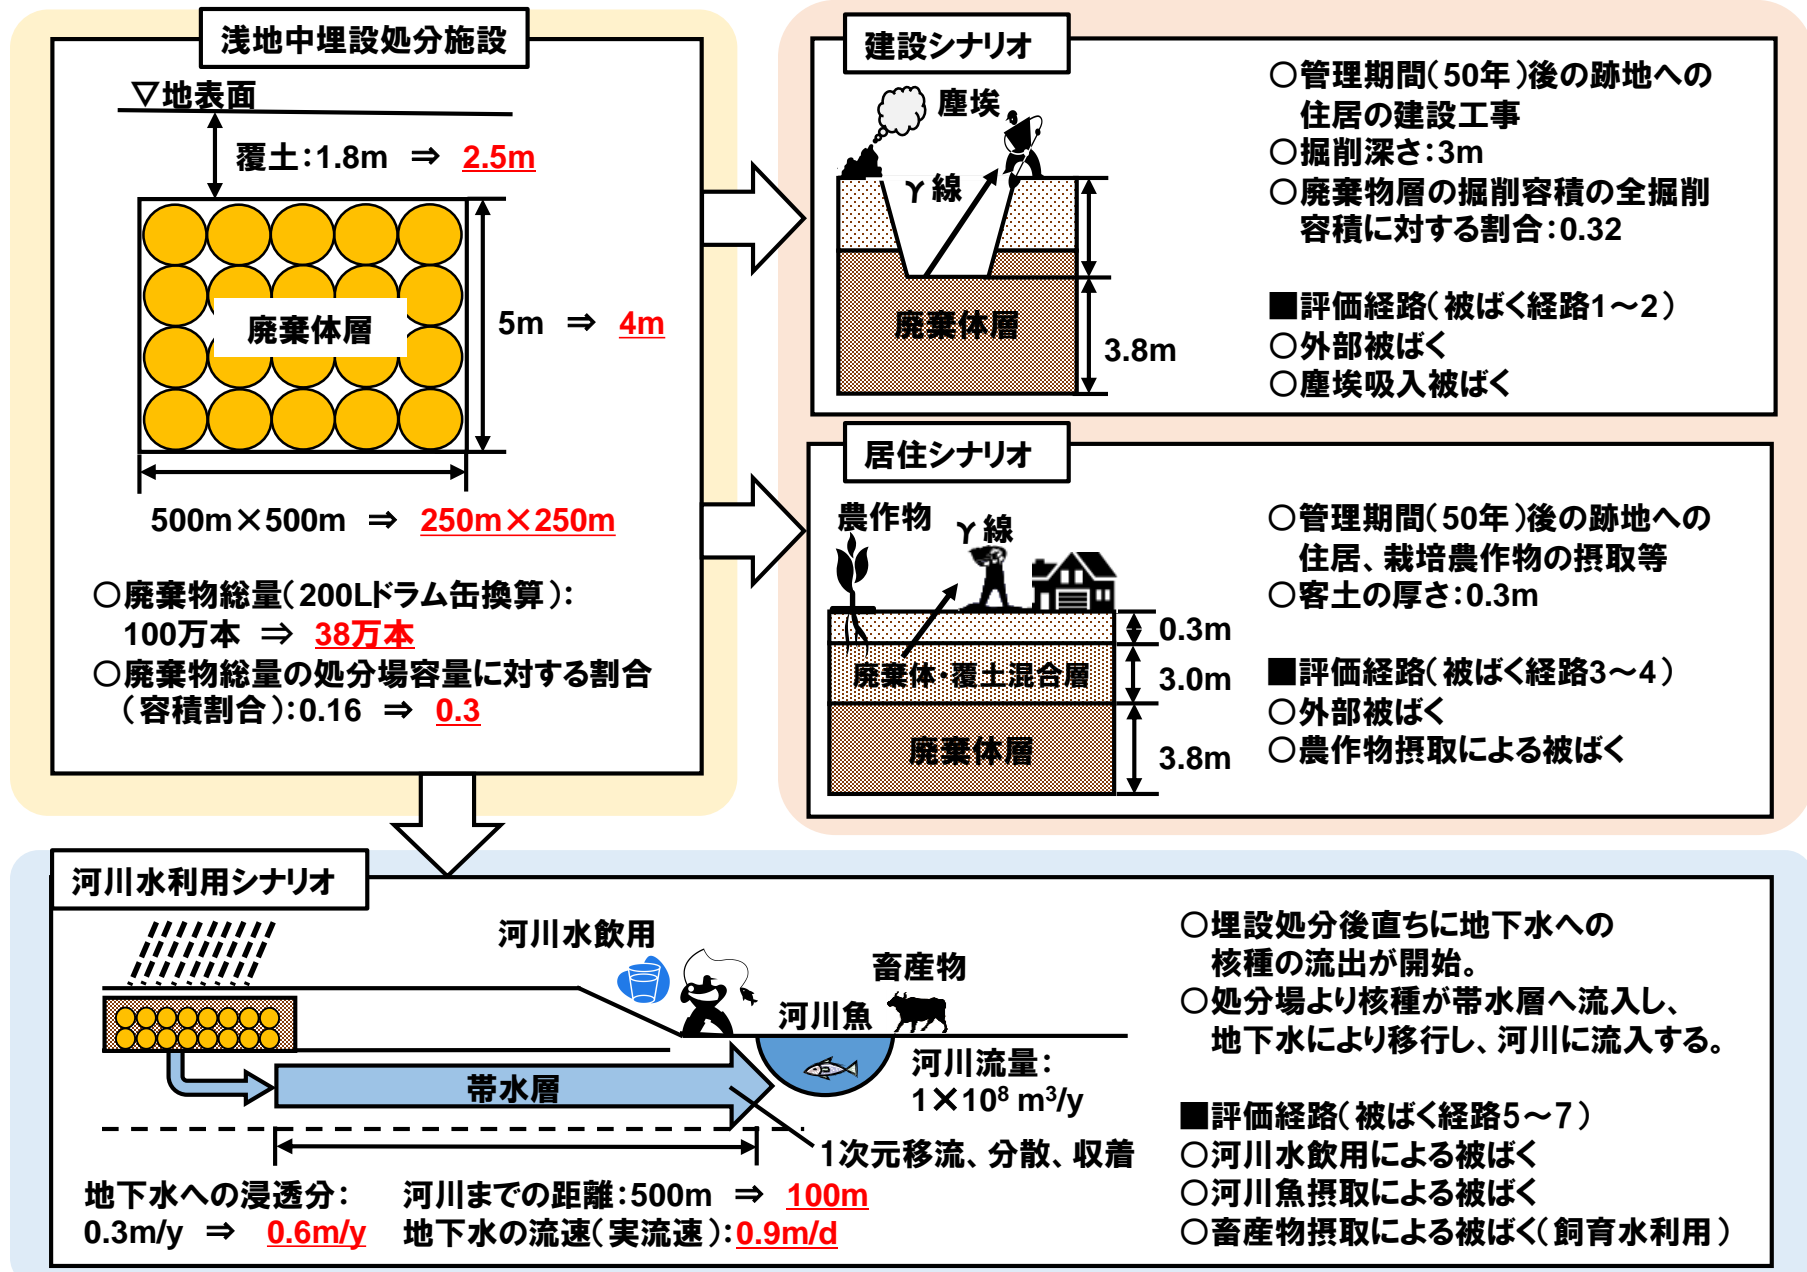 浅地中埋設処分施設
▽地表面
覆土:1.8m ⇒ 2.5m
廃棄体層
5m ⇒ 4m
500m×500m ⇒ 250m×250m
○廃棄物総量(200Lドラム缶換算):
100万本 ⇒ 38万本
○廃棄物総量の処分場容量に対する割合
(容積割合):0.16 ⇒ 0.3
建設シナリオ
塵埃
γ線
廃棄体層
3.8m
○管理期間(50年)後の跡地への
住居の建設工事
○掘削深さ:3m
○廃棄物層の掘削容積の全掘削
容積に対する割合:0.32
■評価経路(被ばく経路1~2)
○外部被ばく
○塵埃吸入被ばく
居住シナリオ
農作物
γ線
0.3m
廃棄体・覆土混合層
3.0m
廃棄体層
3.8m
○管理期間(50年)後の跡地への
住居、栽培農作物の摂取等
○客土の厚さ:0.3m
■評価経路(被ばく経路3~4)
○外部被ばく
○農作物摂取による被ばく
河川水利用シナリオ
河川水飲用
畜産物
河川魚
河川流量:
1×10⁸ m³/y
帯水層
1次元移流、分散、収着
地下水への浸透分:
0.3m/y ⇒ 0.6m/y
河川までの距離:500m ⇒ 100m
地下水の流速(実流速):0.9m/d
○埋設処分後直ちに地下水への
核種の流出が開始。
○処分場より核種が帯水層へ流入し、
地下水により移行し、河川に流入する。
■評価経路(被ばく経路5~7)
○河川水飲用による被ばく
○河川魚摂取による被ばく
○畜産物摂取による被ばく(飼育水利用)